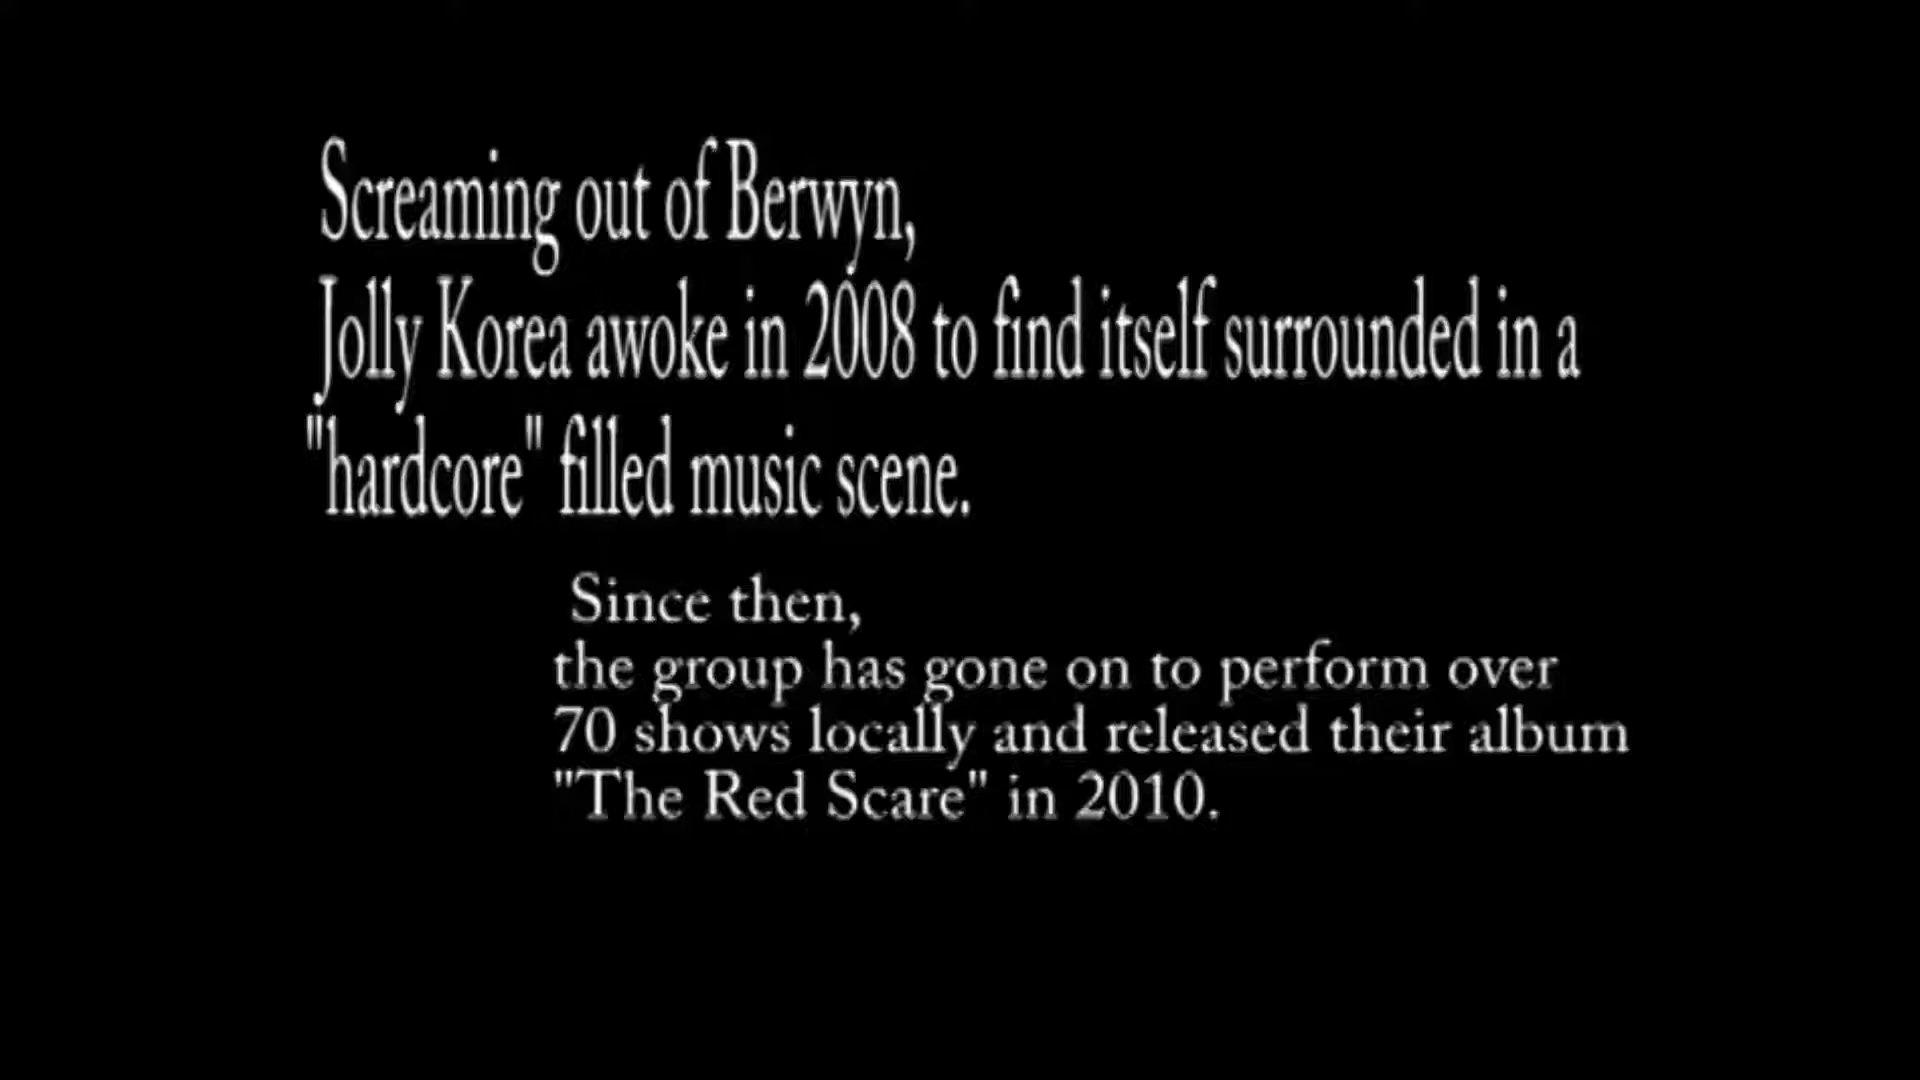 Screaming out of Berwyn,
Jolly Korea awoke in 2008 to find itself surrounded in a
"hardcore" filled music scene.
Since then,
the group has gone on to perform over
70 shows locally and released their album
"The Red Scare" in 2010.